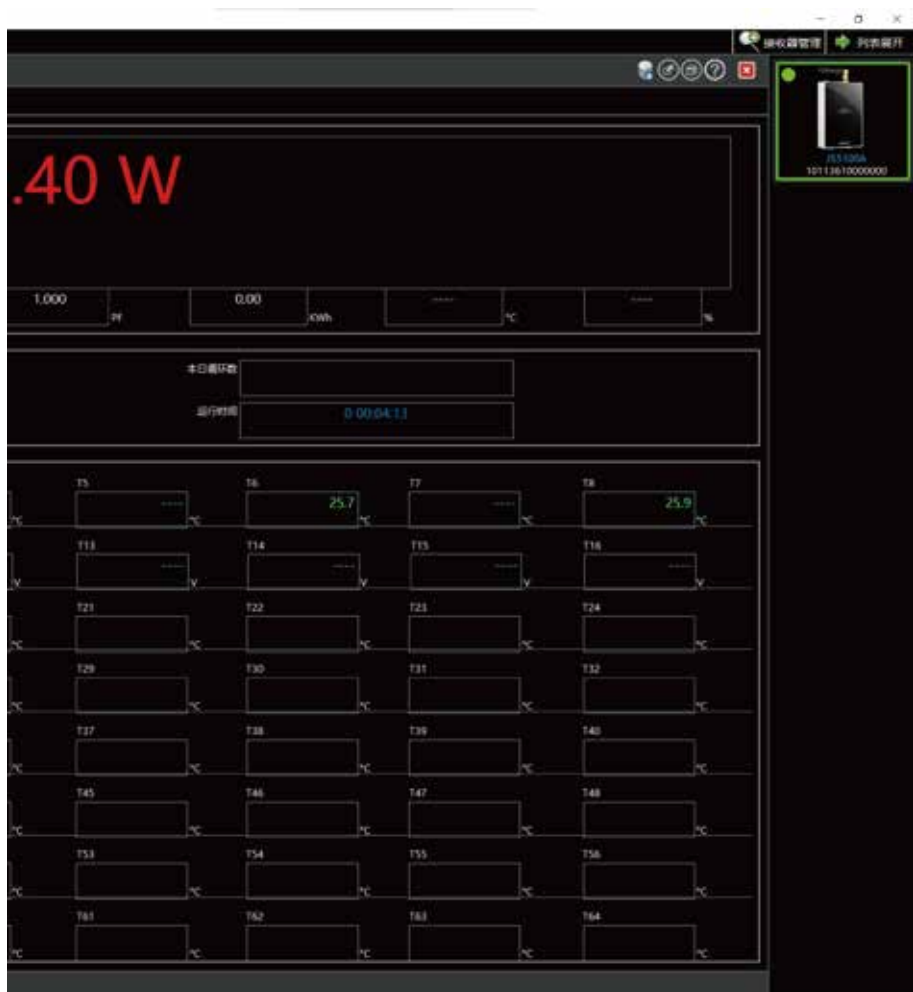 接收器管理 列表展开
JS5100A
10113610000000
.40 W
1.000 Pf 0.00 KWh ---- °C ---- %
本日循环数
运行时间 0 00:04:13
T5 T6 T7 T8
°C ---- °C 25.7 °C ---- °C 25.9 °C
T13 T14 T15 T16
V ---- V ---- V ---- V ---- V
T21 T22 T23 T24
°C °C °C °C °C
T29 T30 T31 T32
°C °C °C °C °C
T37 T38 T39 T40
°C °C °C °C °C
T45 T46 T47 T48
°C °C °C °C °C
T53 T54 T55 T56
°C °C °C °C °C
T61 T62 T63 T64
°C °C °C °C °C